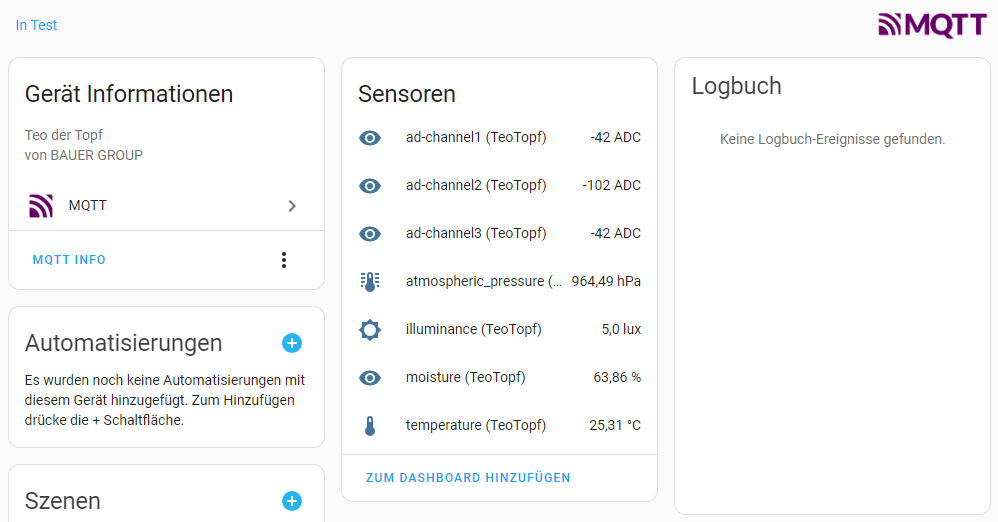 In Test
MQTT
Gerät Informationen
Teo der Topf
von BAUER GROUP
MQTT
MQTT INFO
Automatisierungen
Es wurden noch keine Automatisierungen mit
diesem Gerät hinzugefügt. Zum Hinzufügen
drücke die + Schaltfläche.
Szenen
Sensoren
ad-channel1 (TeoTopf) -42 ADC
ad-channel2 (TeoTopf) -102 ADC
ad-channel3 (TeoTopf) -42 ADC
atmospheric_pressure (... 964,49 hPa
illuminance (TeoTopf) 5,0 lux
moisture (TeoTopf) 63,86 %
temperature (TeoTopf) 25,31 °C
ZUM DASHBOARD HINZUFÜGEN
Logbuch
Keine Logbuch-Ereignisse gefunden.